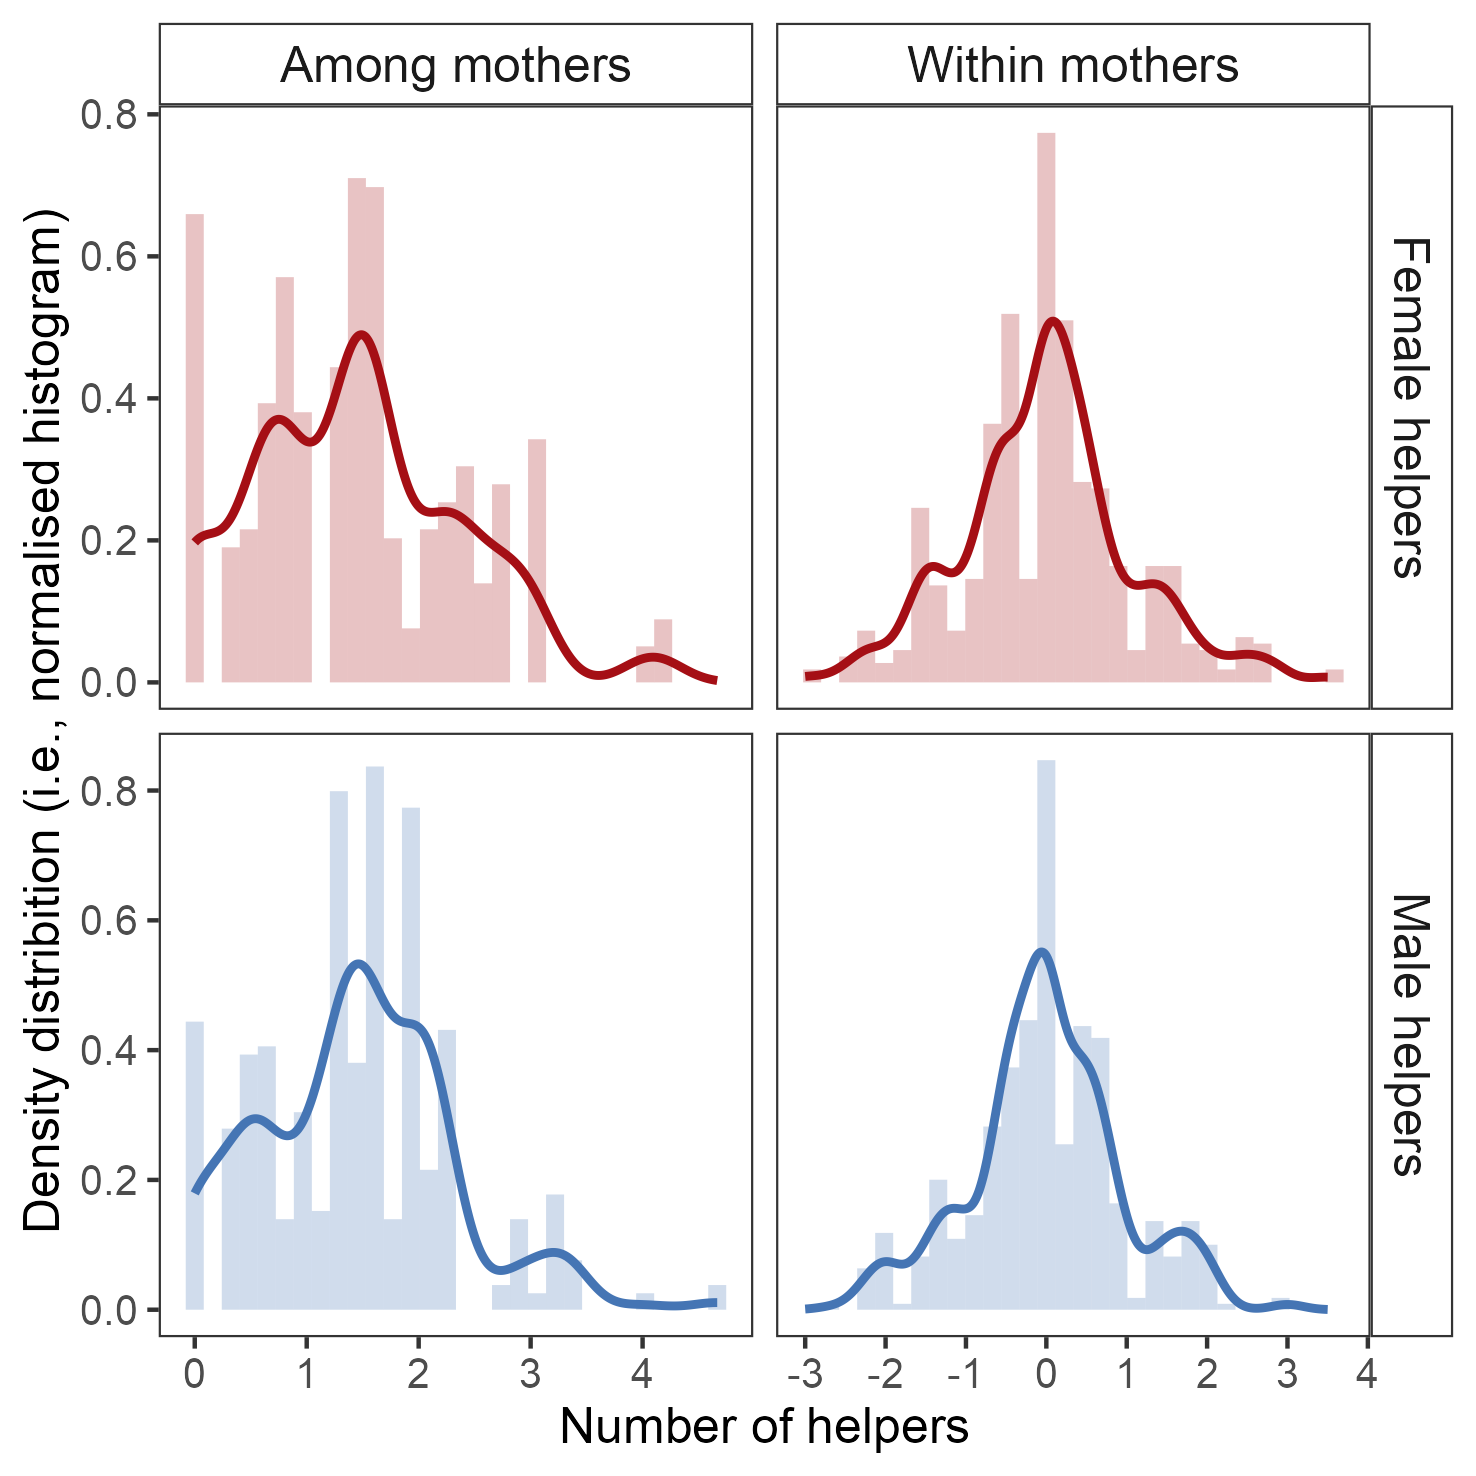 Among mothers
Within mothers
0.8
0.6
0.4
0.2
0.0
Female helpers
Density distribition (i.e., normalised histogram)
0.8
0.6
0.4
0.2
0.0
Male helpers
0 1 2 3 4
-3 -2 -1 0 1 2 3 4
Number of helpers